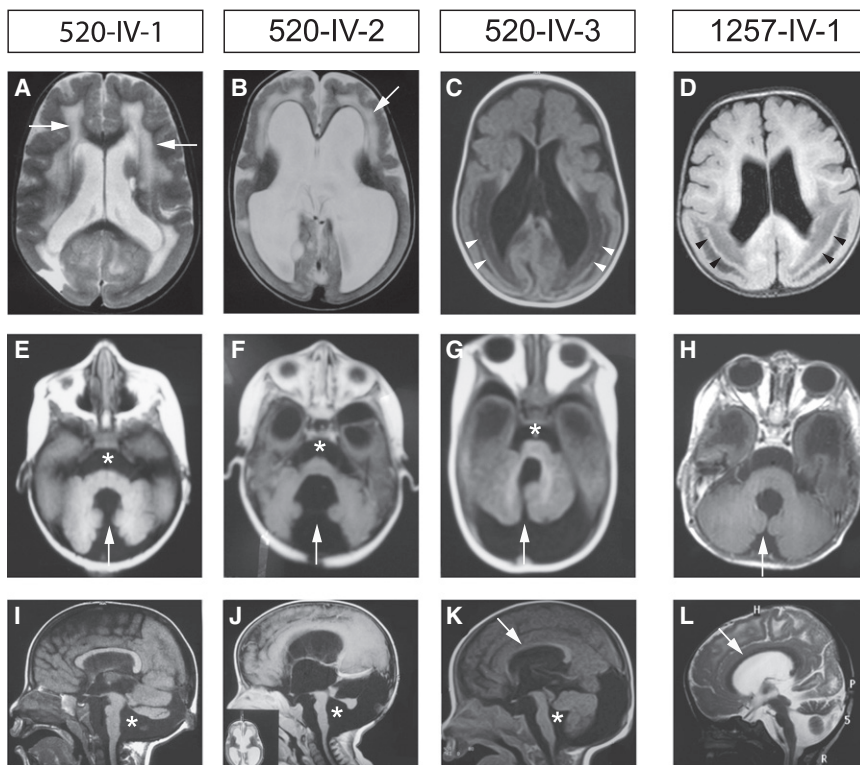 520-IV-1 520-IV-2 520-IV-3 1257-IV-1
A B C D
E F G H
* * *
I J K L
H
* * *
P
S
R